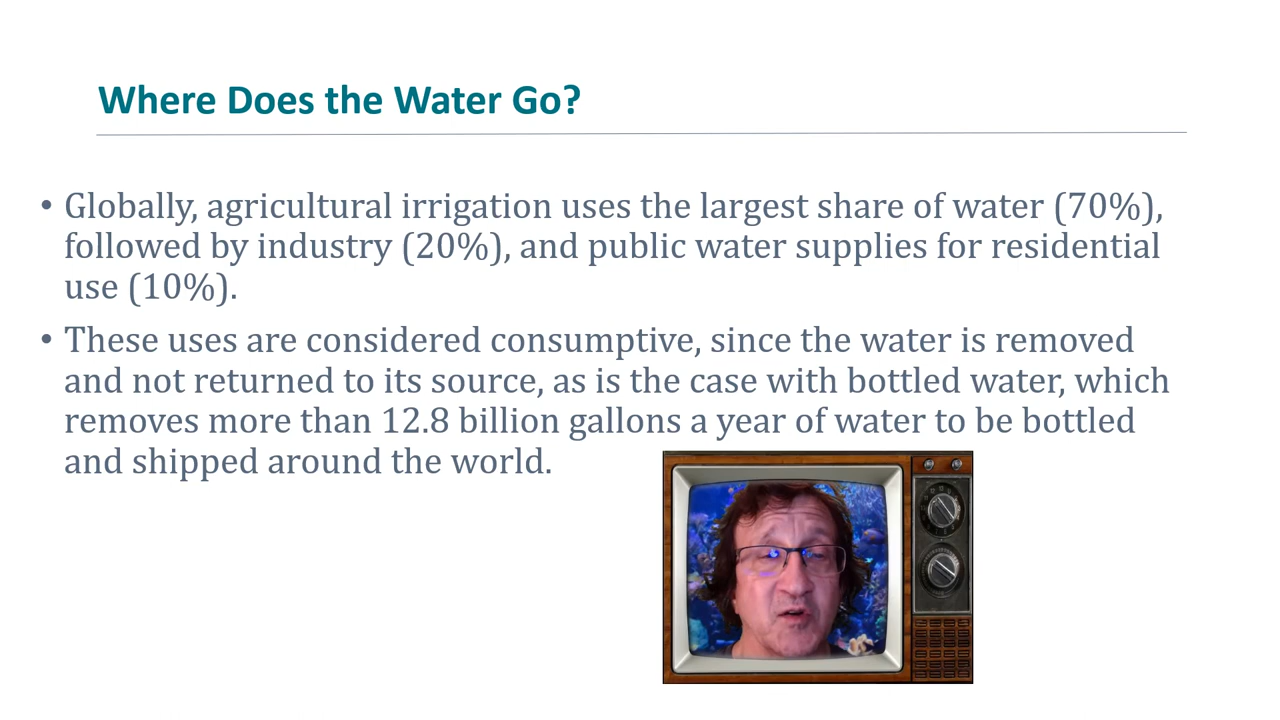 Where Does the Water Go?
• Globally, agricultural irrigation uses the largest share of water (70%),
followed by industry (20%), and public water supplies for residential
use (10%).
• These uses are considered consumptive, since the water is removed
and not returned to its source, as is the case with bottled water, which
removes more than 12.8 billion gallons a year of water to be bottled
and shipped around the world.